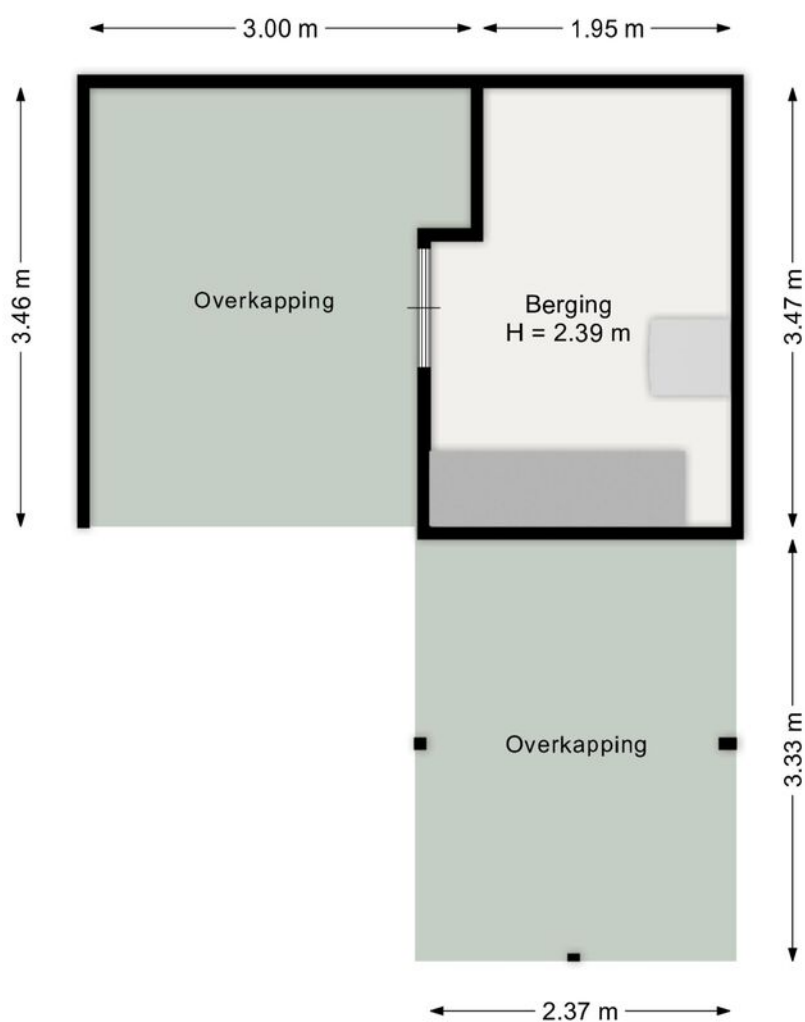 3.00 m
1.95 m
3.46 m
Overkapping
Berging
H = 2.39 m
3.47 m
Overkapping
3.33 m
2.37 m